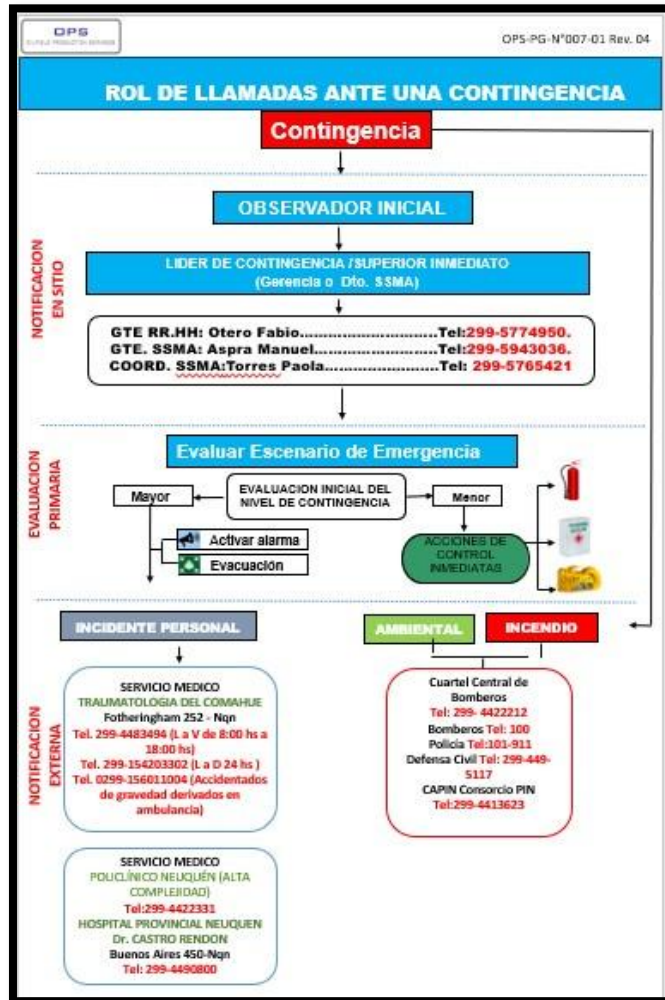 OPS
OPS-PG-N°007-01 Rev. 04
ROL DE LLAMADAS ANTE UNA CONTINGENCIA
Contingencia
NOTIFICACION
EN SITIO
OBSERVADOR INICIAL
LIDER DE CONTINGENCIA /SUPERIOR INMEDIATO
(Gerencia o Dto. SSMA)
GTE RR.HH: Otero Fabio................................Tel:299-5774950.
GTE. SSMA: Aspra Manuel............................Tel:299-5943036.
COORD. SSMA:Torres Paola..........................Tel: 299-5765421
EVALUACION
PRIMARIA
Evaluar Escenario de Emergencia
Mayor
EVALUACION INICIAL DEL
NIVEL DE CONTINGENCIA
Menor
Activar alarma
Evacuación
ACCIONES DE
CONTROL
INMEDIATAS
NOTIFICACION
EXTERNA
INCIDENTE PERSONAL
SERVICIO MEDICO
TRAUMATOLOGIA DEL COMAHUE
Fotheringham 252 - Nqn
Tel. 299-4483494 (L a V de 8:00 hs a
18:00 hs)
Tel. 299-154203302 (L a D 24 hs )
Tel. 0299-156011004 (Accidentados
de gravedad derivados en
ambulancia)
SERVICIO MEDICO
POLICLÍNICO NEUQUÉN (ALTA
COMPLEJIDAD)
Tel:299-4422331
HOSPITAL PROVINCIAL NEUQUEN
Dr. CASTRO RENDON
Buenos Aires 450-Nqn
Tel: 299-4490800
AMBIENTAL
INCENDIO
Cuartel Central de
Bomberos
Tel: 299- 4422212
Bomberos Tel: 100
Policia Tel:101-911
Defensa Civil Tel: 299-449-
5117
CAPIN Consorcio PIN
Tel:299-4413623